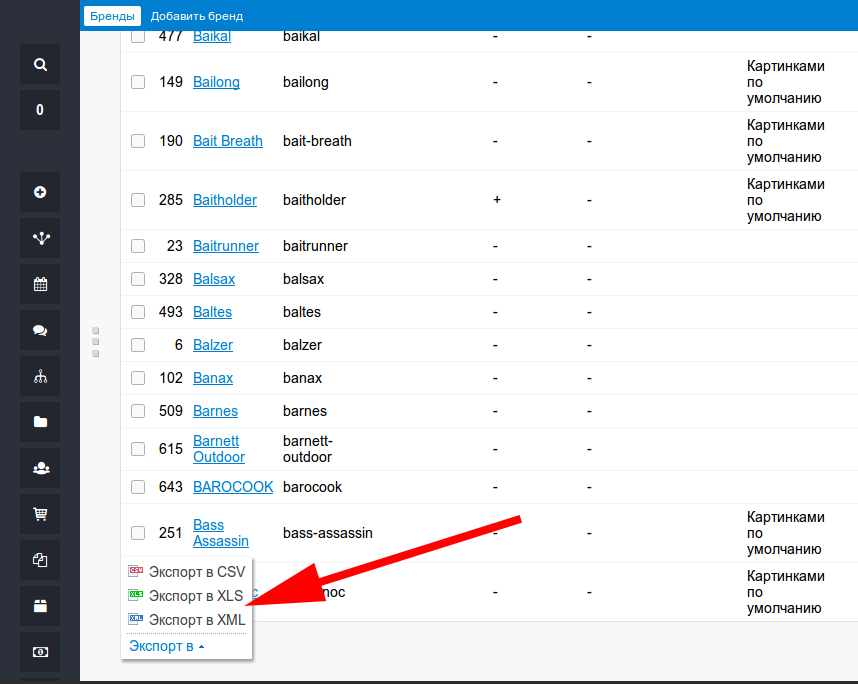 Бренды Добавить бренд
0
477 Baikal baikal - -
149 Bailong bailong - - Картинками
по
умолчанию
190 Bait Breath bait-breath - - Картинками
по
умолчанию
285 Baitholder baitholder + - Картинками
по
умолчанию
23 Baitrunner baitrunner - -
328 Balsax balsax - -
493 Baltes baltes - -
6 Balzer balzer - -
102 Banax banax - -
509 Barnes barnes - -
615 Barnett
Outdoor
barnett-
outdoor - -
643 BAROCOOK barocook - -
251 Bass
Assassin
bass-assassin - - Картинками
по
умолчанию
- - Картинками
по
умолчанию
CSV Экспорт в CSV
XLS Экспорт в XLS
XML Экспорт в XML
Экспорт в